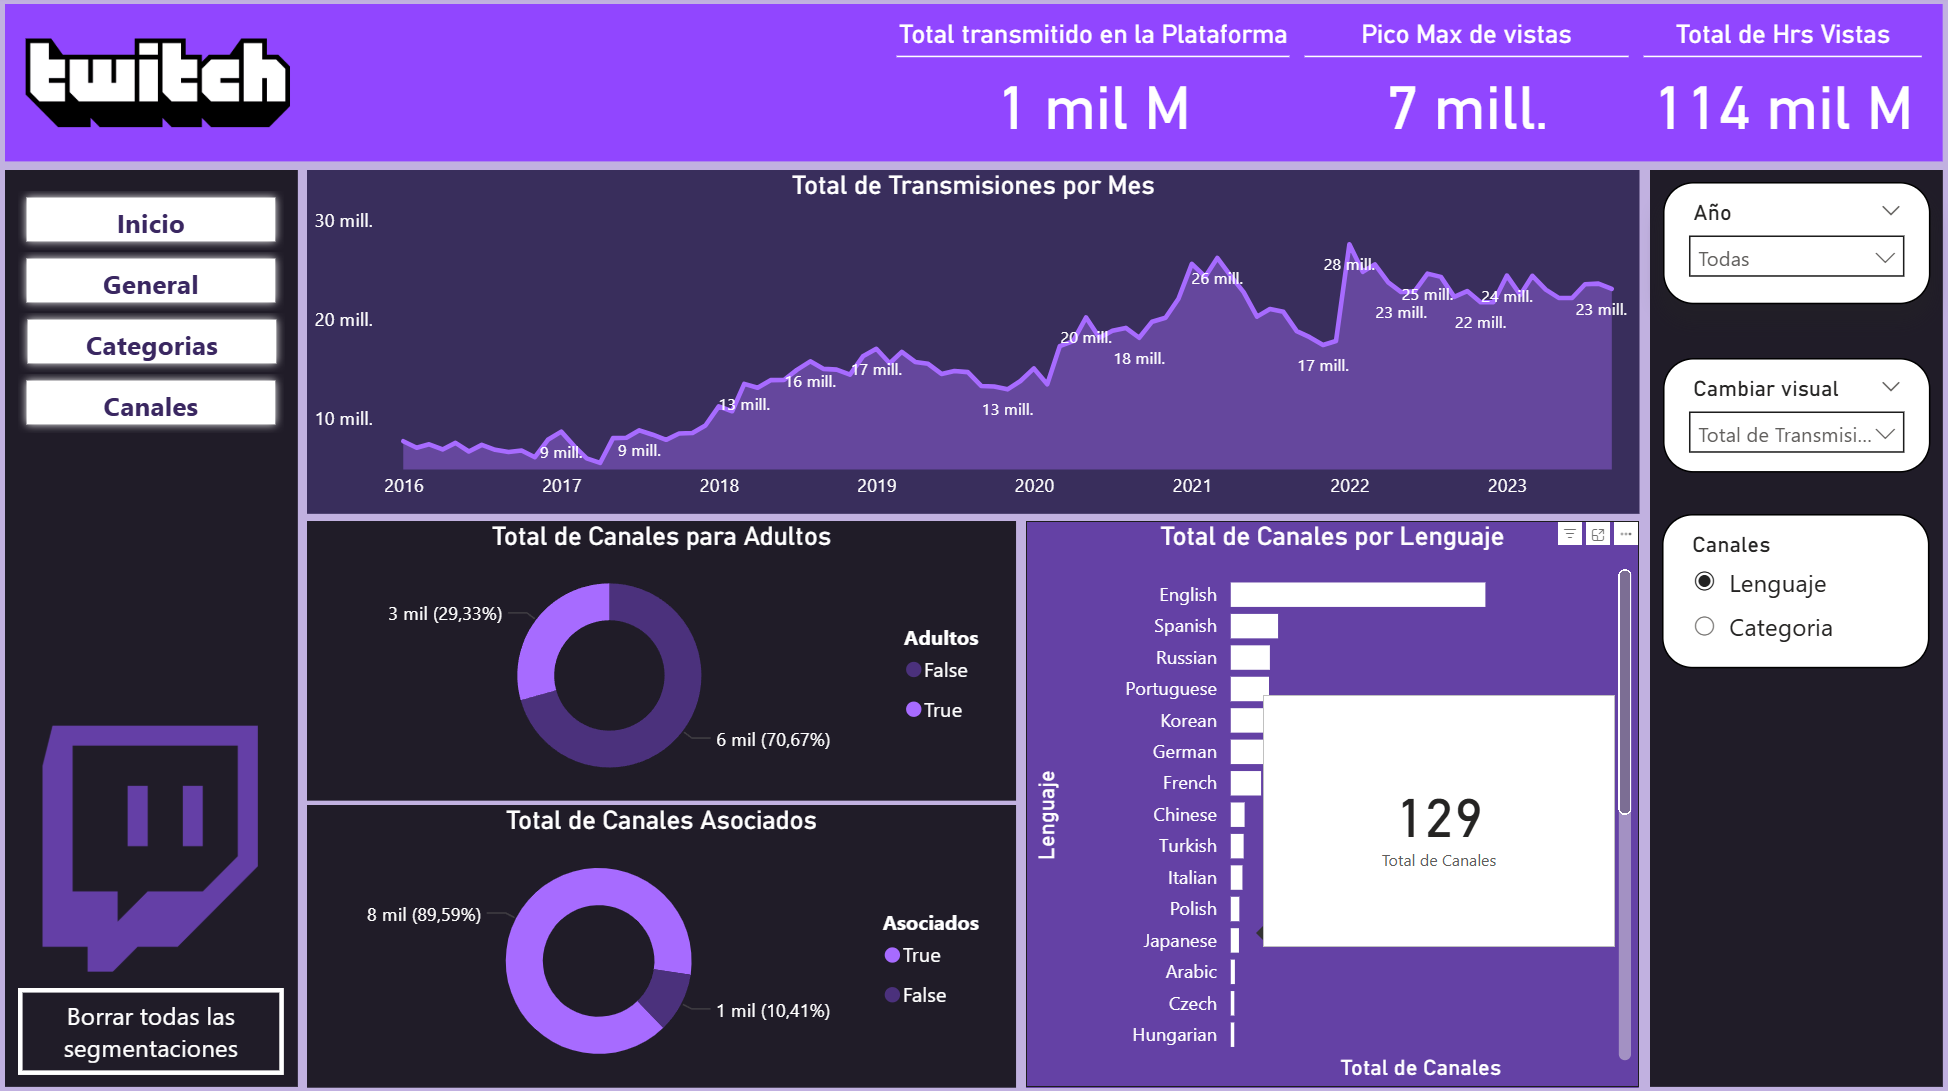 twitch
Total transmitido en la Plataforma
1 mil M
Pico Max de vistas
7 mill.
Total de Hrs Vistas
114 mil M
Inicio
General
Categorias
Canales
Borrar todas las
segmentaciones
Total de Transmisiones por Mes
30 mill.
20 mill.
10 mill.
9 mill.
9 mill.
13 mill.
16 mill.
17 mill.
13 mill.
20 mill.
18 mill.
26 mill.
17 mill.
28 mill.
23 mill.
25 mill.
22 mill.
24 mill.
23 mill.
2016
2017
2018
2019
2020
2021
2022
2023
Total de Canales para Adultos
3 mil (29,33%)
6 mil (70,67%)
Adultos
False
True
Total de Canales Asociados
8 mil (89,59%)
1 mil (10,41%)
Asociados
True
False
Total de Canales por Lenguaje
Lenguaje
English
Spanish
Russian
Portuguese
Korean
German
French
Chinese
Turkish
Italian
Polish
Japanese
Arabic
Czech
Hungarian
129
Total de Canales
Total de Canales
Año
Todas
Cambiar visual
Total de Transmisi...
Canales
Lenguaje
Categoria